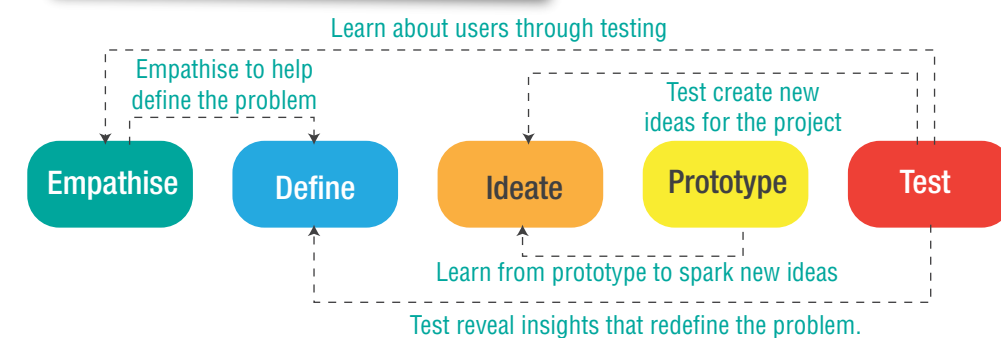 Learn about users through testing
Empathise to help
define the problem
Test create new
ideas for the project
Empathise
Define
Ideate
Prototype
Test
Learn from prototype to spark new ideas
Test reveal insights that redefine the problem.